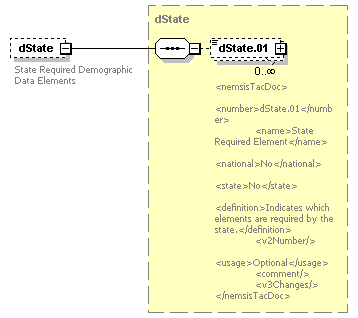 dState
dState
dState.01
0..∞
State Required Demographic
Data Elements
<nemsisTacDoc>
<number>dState.01</numb
er>
<name>State
Required Element</name>
<national>No</national>
<state>No</state>
<definition>Indicates which
elements are required by the
state.</definition>
<v2Number/>
<usage>Optional</usage>
<comment/>
<v3Changes/>
</nemsisTacDoc>